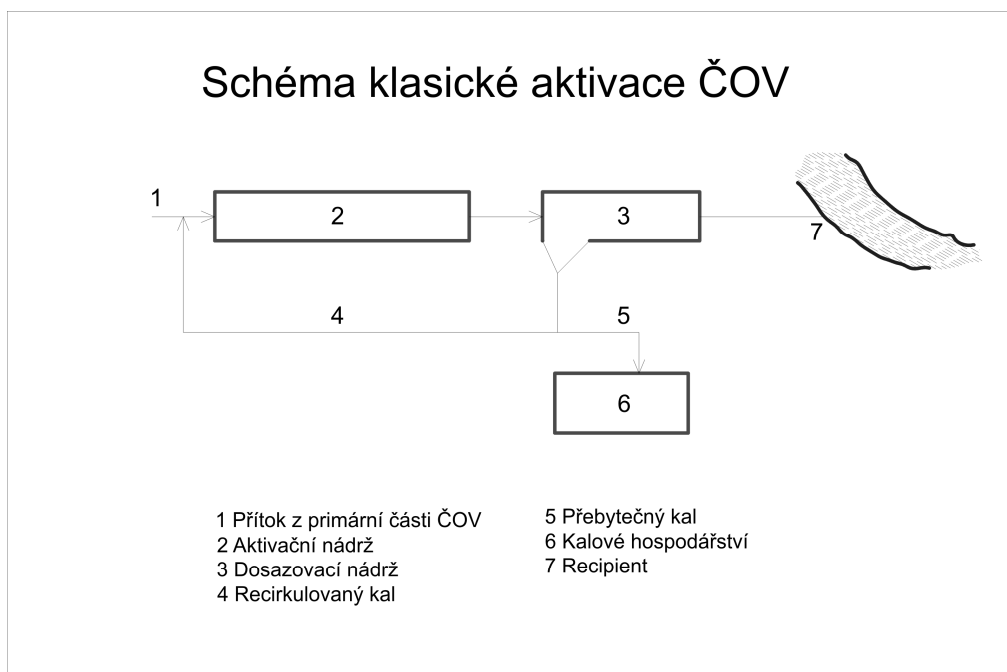 Schéma klasické aktivace ČOV
1
2
3
7
4
5
6
1 Přítok z primární části ČOV
2 Aktivační nádrž
3 Dosazovací nádrž
4 Recirkulovaný kal
5 Přebytečný kal
6 Kalové hospodářství
7 Recipient